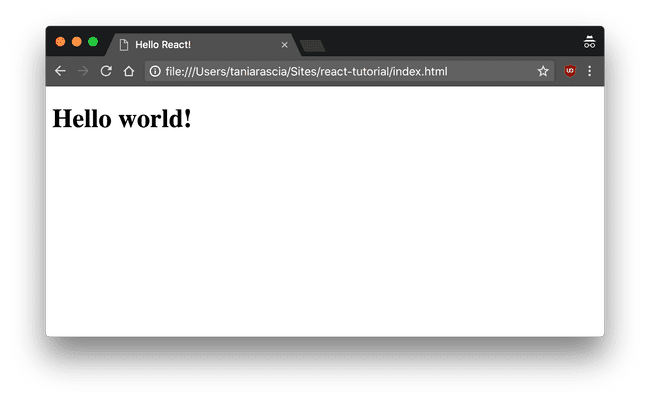 Hello React!
file:///Users/taniarascia/Sites/react-tutorial/index.html
Hello world!